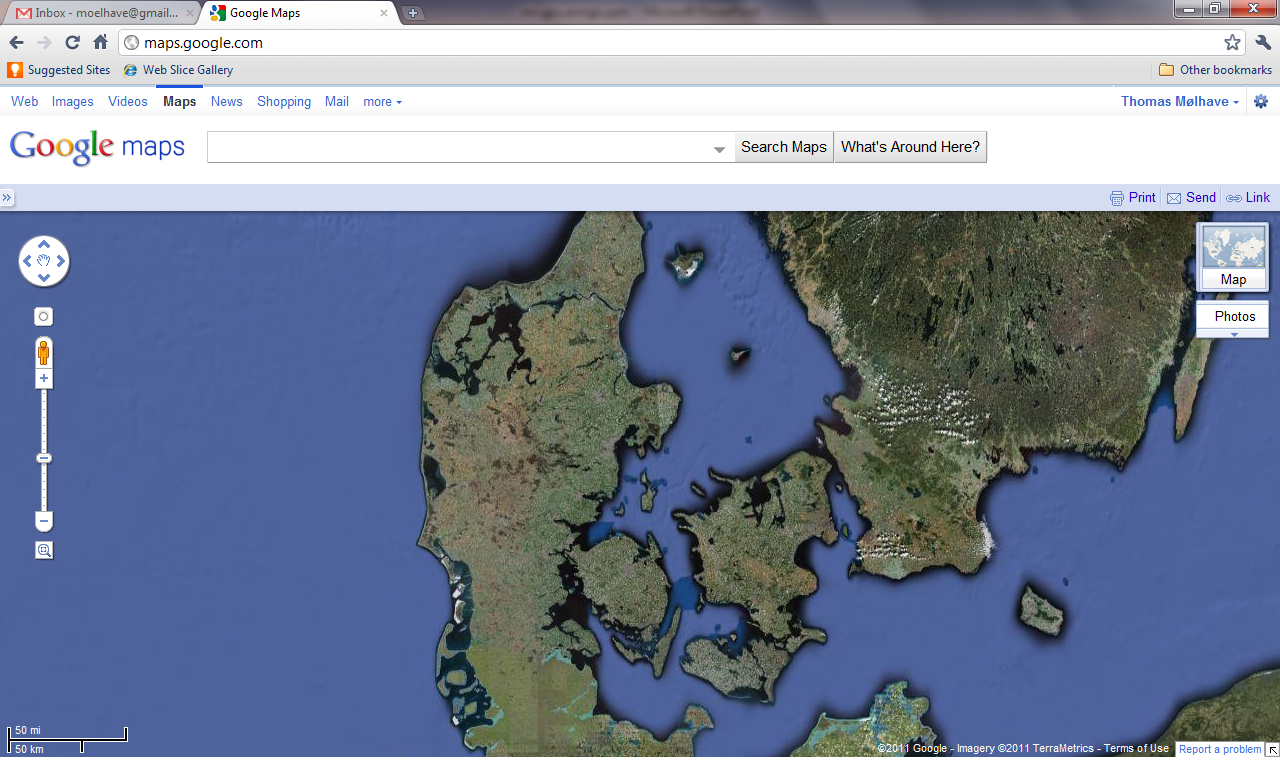 Inbox - moelhave@gmail...
Google Maps
maps.google.com
Suggested Sites
Web Slice Gallery
Other bookmarks
Web Images Videos Maps News Shopping Mail more
Thomas Mølhave
Google maps
Search Maps
What's Around Here?
Print
Send
Link
Map
Photos
50 mi
50 km
©2011 Google - Imagery ©2011 TerraMetrics - Terms of Use
Report a problem